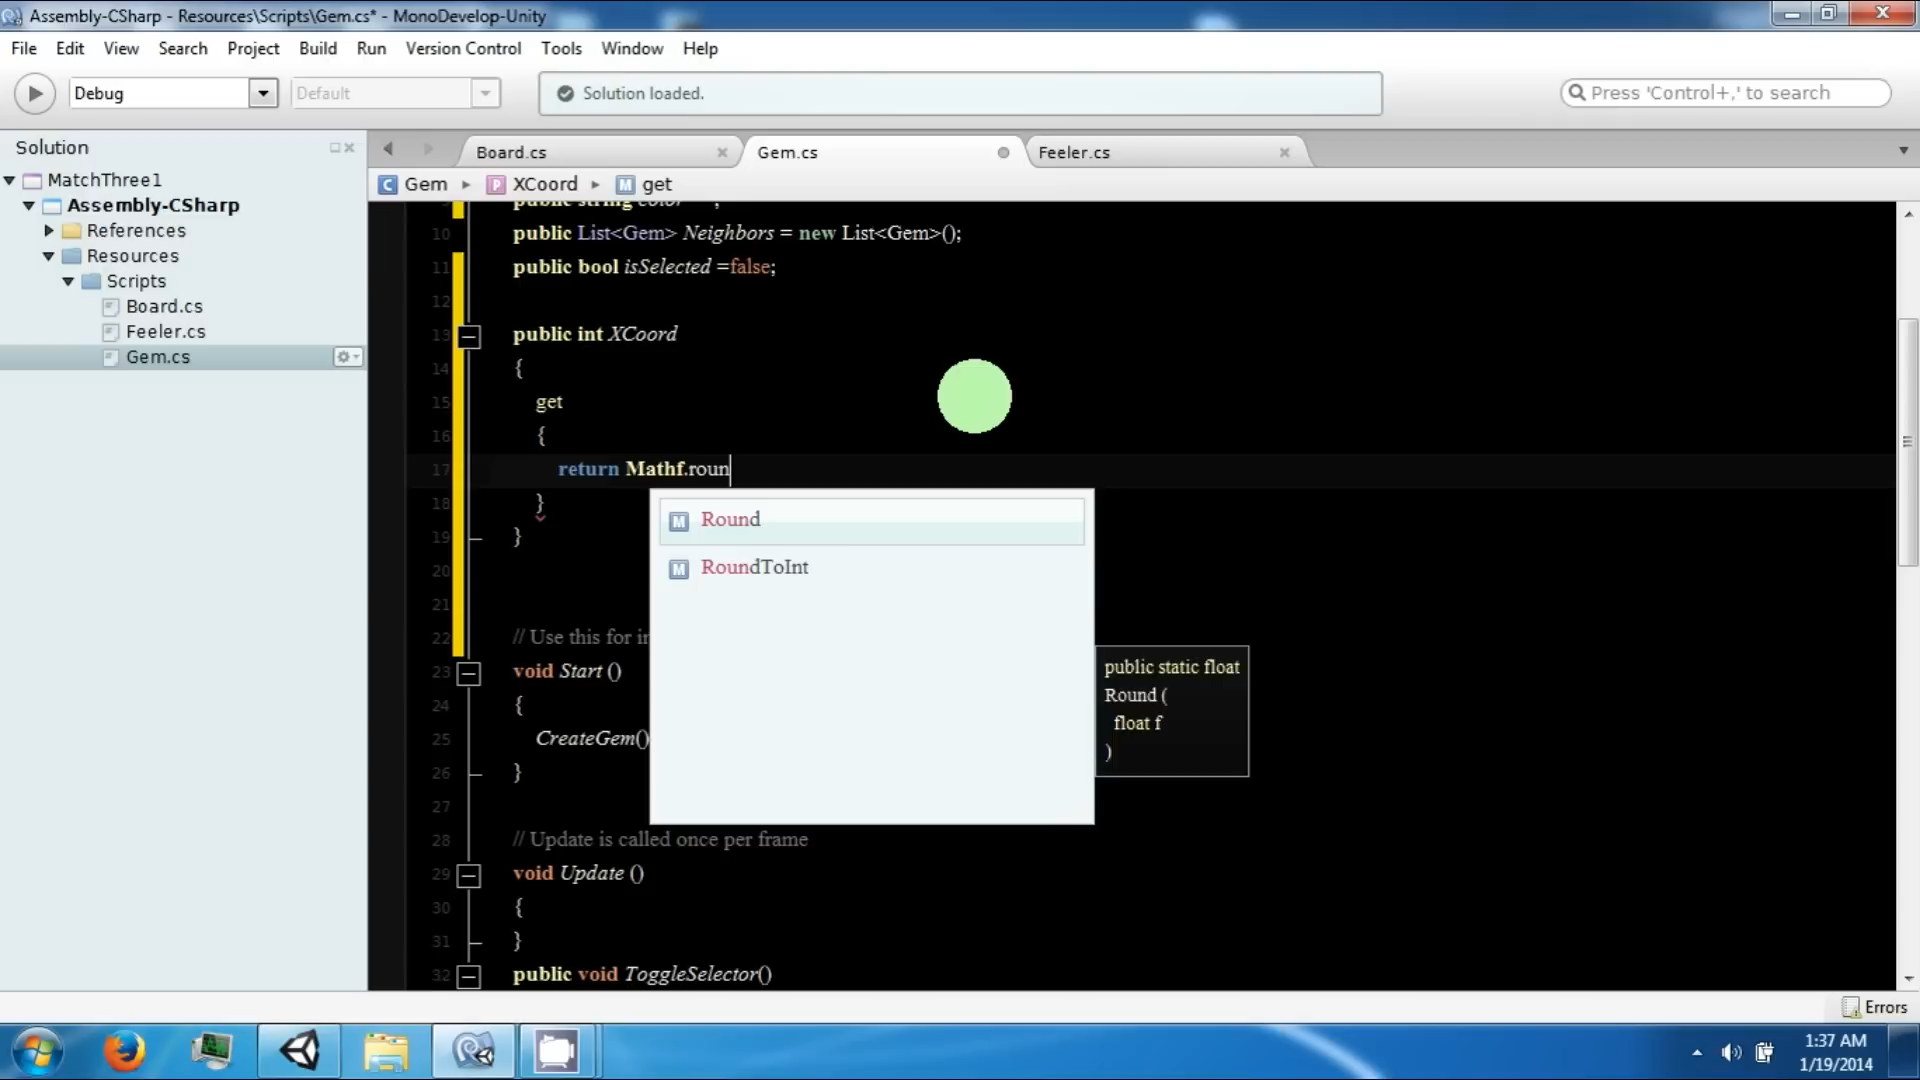 Assembly-CSharp - Resources\Scripts\Gem.cs* - MonoDevelop-Unity
File Edit View Search Project Build Run Version Control Tools Window Help
Debug Default Solution loaded. Press 'Control+,' to search
Solution
MatchThree1
Assembly-CSharp
References
Resources
Scripts
Board.cs
Feeler.cs
Gem.cs
Board.cs Gem.cs Feeler.cs
Gem XCoord get
public string color
10 public List<Gem> Neighbors = new List<Gem>();
11 public bool isSelected =false;
12
13 public int XCoord
14 {
15 get
16 {
17 return Mathf.roun
18 }
19 }
20
21
22 // Use this for in
23 void Start ()
24 {
25 CreateGem()
26 }
27
28 // Update is called once per frame
29 void Update ()
30 {
31 }
32 public void ToggleSelector()
M Round
M RoundToInt
public static float
Round (
float f
)
Errors
1:37 AM
1/19/2014